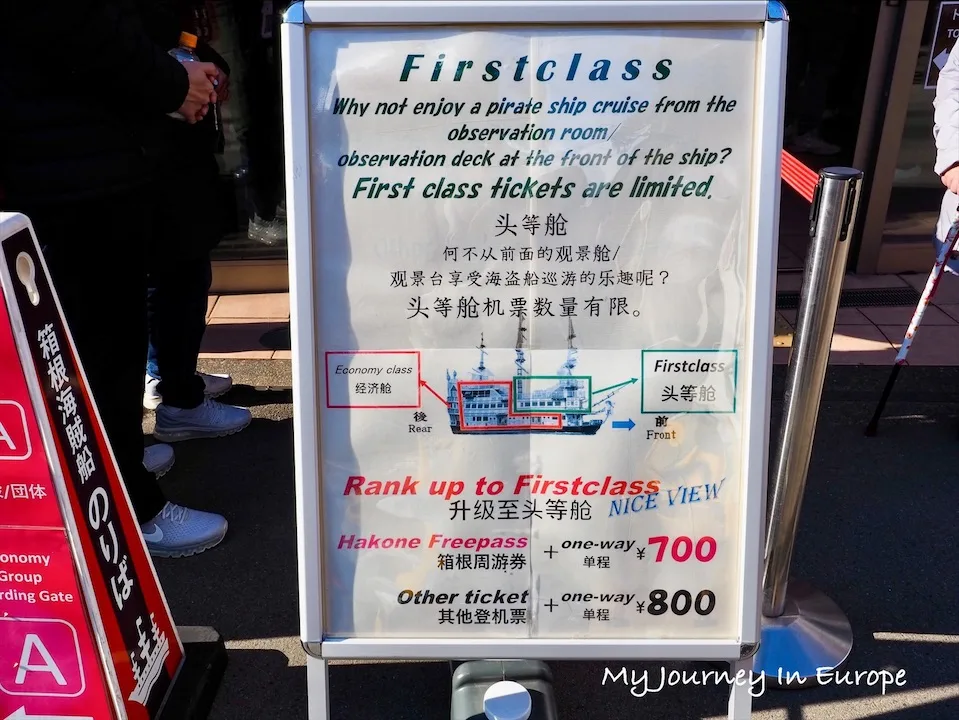 Firstclass
Why not enjoy a pirate ship cruise from the
observation room/
observation deck at the front of the ship?
First class tickets are limited.
头等舱
何不从前面的观景舱/
观景台享受海盗船巡游的乐趣呢？
头等舱机票数量有限。
Economy class
经济舱
Firstclass
头等舱
後
Rear
前
Front
Rank up to Firstclass
升级至头等舱
NICE VIEW
Hakone Freepass + one-way ¥700
箱根周游券 单程
Other ticket + one-way ¥800
其他登机票 单程
箱根海賊船のりば
A
/团体
onomy
Group
rding Gate
A
My Journey In Europe